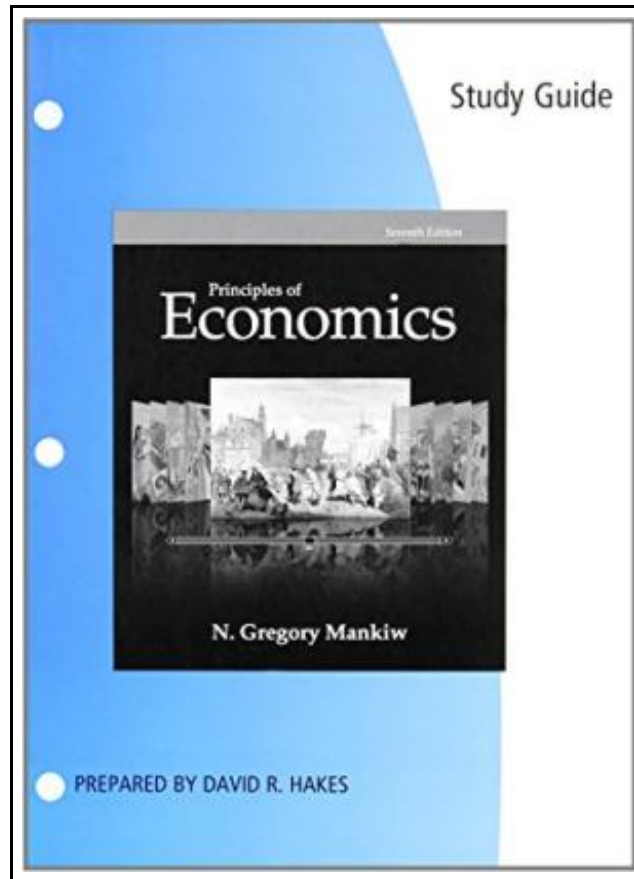 Study Guide
Seventh Edition
Principles of
Economics
N. Gregory Mankiw
PREPARED BY DAVID R. HAKES